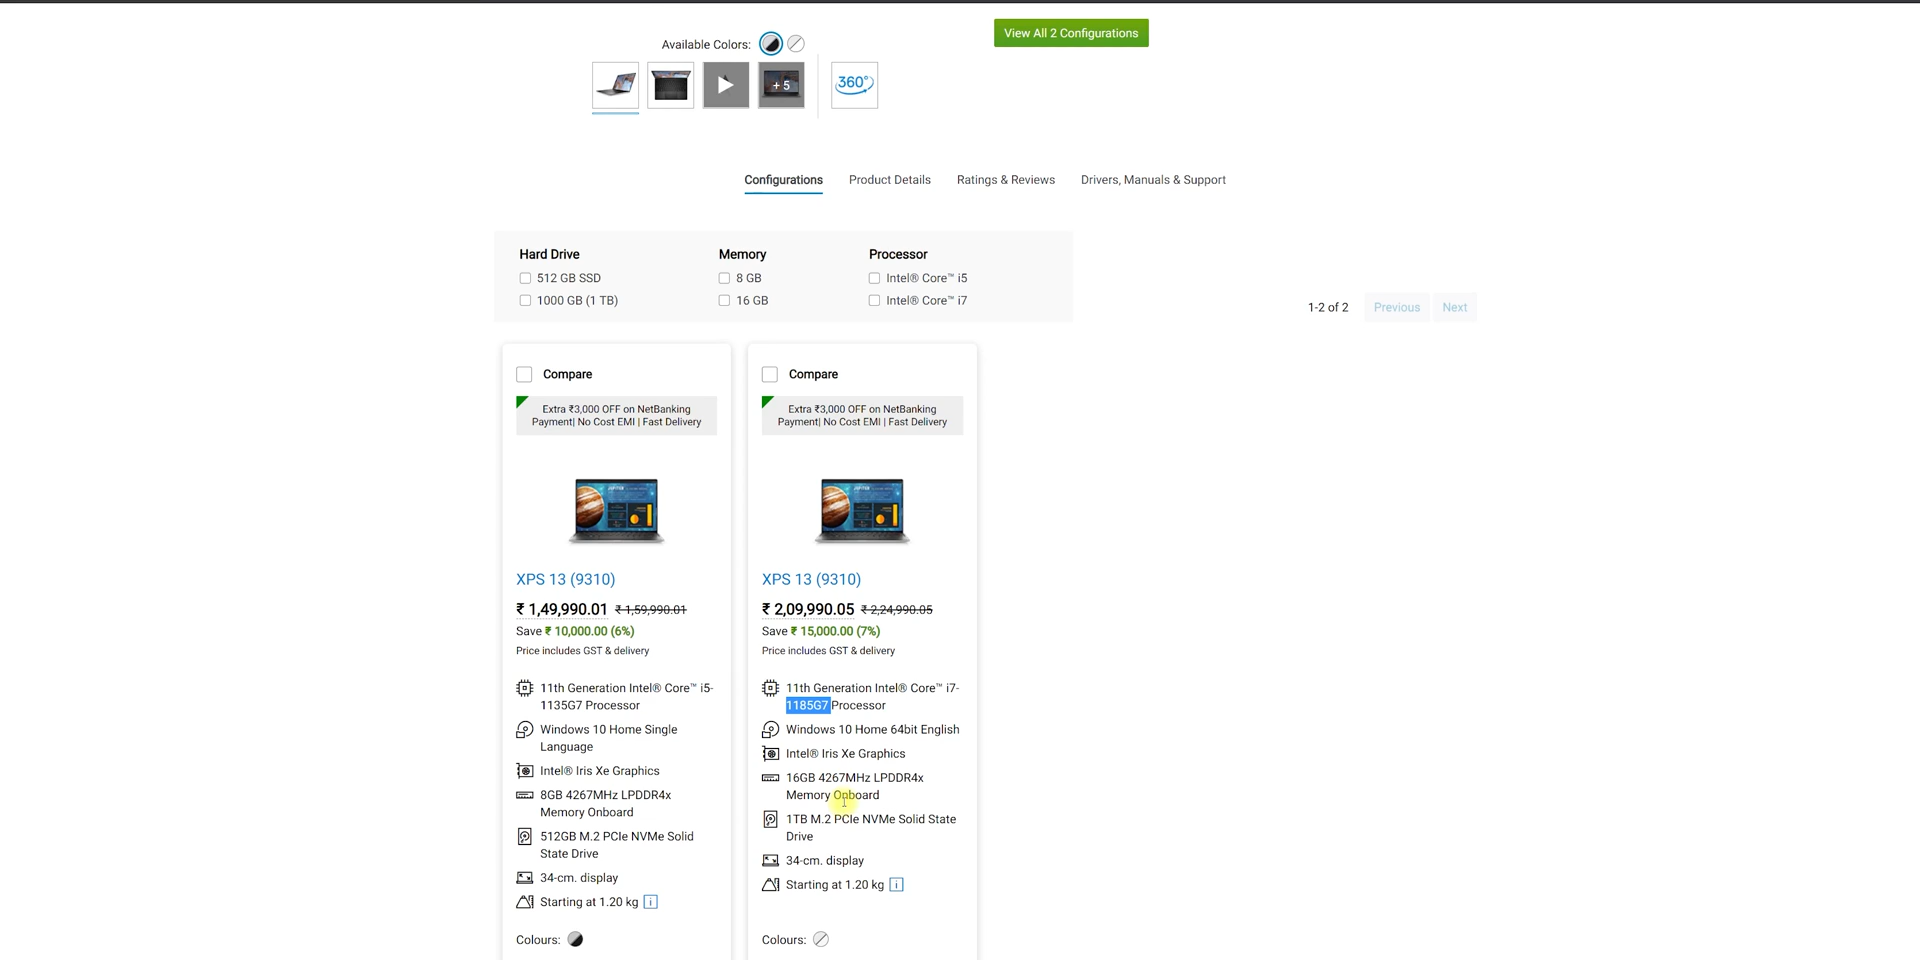 View All 2 Configurations
Available Colors:
+ 5
360°
Configurations Product Details Ratings & Reviews Drivers, Manuals & Support
Hard Drive Memory Processor
512 GB SSD 8 GB Intel® Core™ i5
1000 GB (1 TB) 16 GB Intel® Core™ i7
1-2 of 2 Previous Next
Compare
Extra ₹3,000 OFF on NetBanking
Payment| No Cost EMI | Fast Delivery
XPS 13 (9310)
₹ 1,49,990.01 ₹ 1,59,990.01
Save ₹ 10,000.00 (6%)
Price includes GST & delivery
11th Generation Intel® Core™ i5-
1135G7 Processor
Windows 10 Home Single
Language
Intel® Iris Xe Graphics
8GB 4267MHz LPDDR4x
Memory Onboard
512GB M.2 PCIe NVMe Solid
State Drive
34-cm. display
Starting at 1.20 kg i
Colours:
Compare
Extra ₹3,000 OFF on NetBanking
Payment| No Cost EMI | Fast Delivery
XPS 13 (9310)
₹ 2,09,990.05 ₹ 2,24,990.05
Save ₹ 15,000.00 (7%)
Price includes GST & delivery
11th Generation Intel® Core™ i7-
1185G7 Processor
Windows 10 Home 64bit English
Intel® Iris Xe Graphics
16GB 4267MHz LPDDR4x
Memory Onboard
1TB M.2 PCIe NVMe Solid State
Drive
34-cm. display
Starting at 1.20 kg i
Colours: